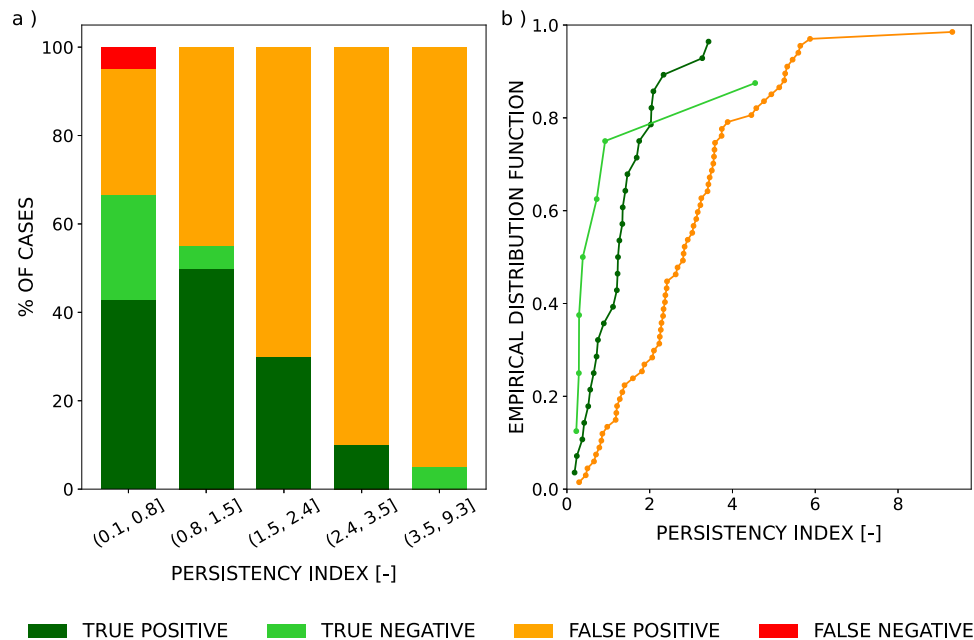 a )
100
80
60
40
20
0
% OF CASES
(0.1, 0.8]
(0.8, 1.5]
(1.5, 2.4]
(2.4, 3.5]
(3.5, 9.3]
PERSISTENCY INDEX [-]
b )
1.0
0.8
0.6
0.4
0.2
0.0
EMPIRICAL DISTRIBUTION FUNCTION
0
2
4
6
8
PERSISTENCY INDEX [-]
TRUE POSITIVE
TRUE NEGATIVE
FALSE POSITIVE
FALSE NEGATIVE